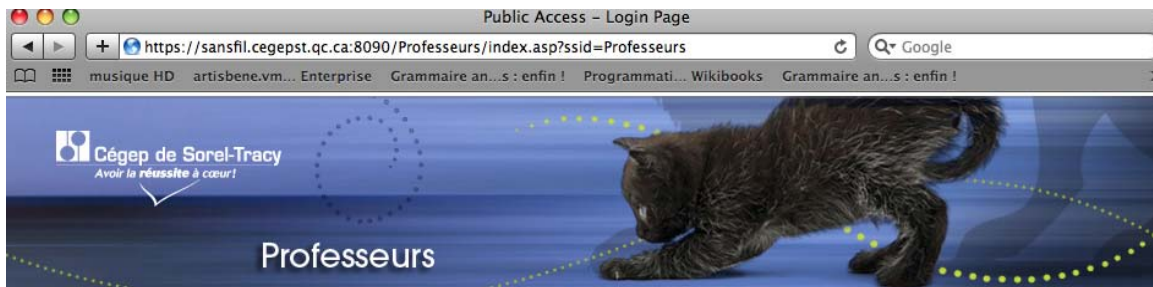 Public Access – Login Page
https://sansfil.cegepst.qc.ca:8090/Professeurs/index.asp?ssid=Professeurs
Google
musique HD artisbene.vm... Enterprise Grammaire an...s : enfin ! Programmati... Wikibooks Grammaire an...s : enfin !
Cégep de Sorel-Tracy
Avoir la réussite à cœur!
Professeurs